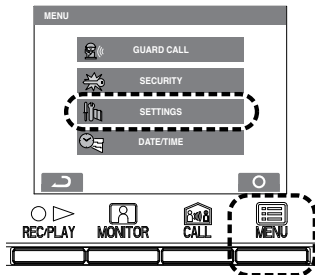 MENU
GUARD CALL
SECURITY
SETTINGS
DATE/TIME
REC/PLAY MONITOR CALL MENU